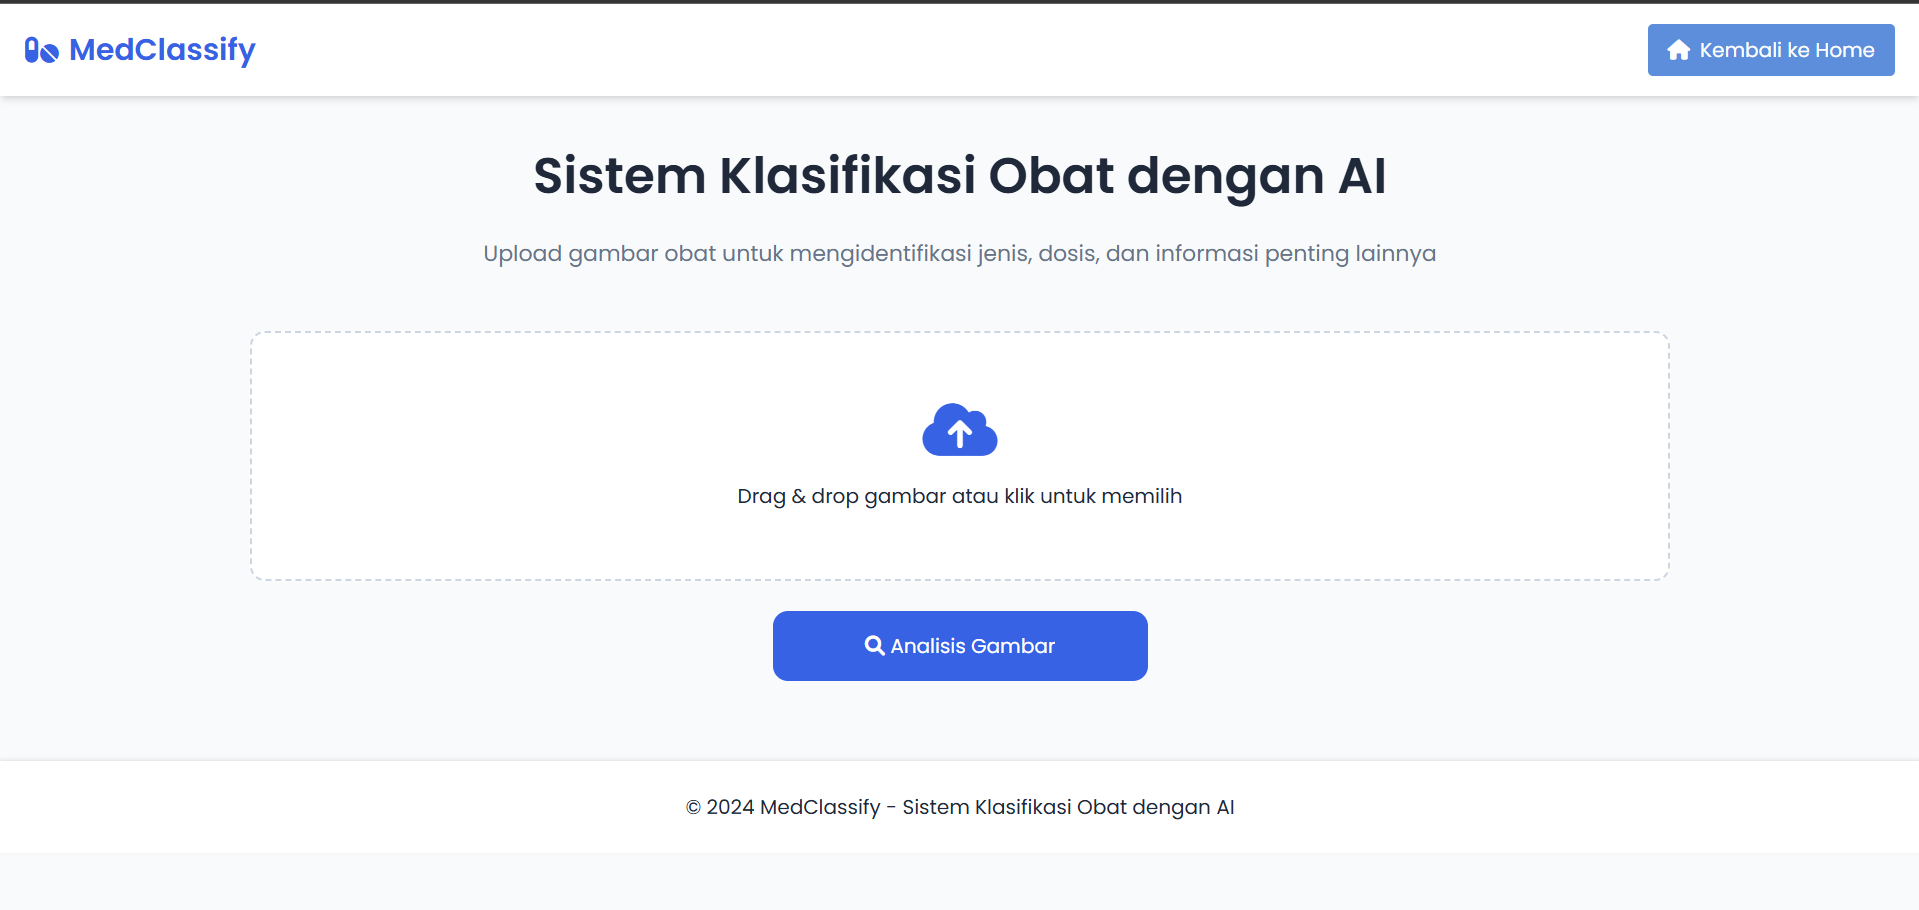 MedClassify
Kembali ke Home
Sistem Klasifikasi Obat dengan AI
Upload gambar obat untuk mengidentifikasi jenis, dosis, dan informasi penting lainnya
Drag & drop gambar atau klik untuk memilih
Analisis Gambar
© 2024 MedClassify - Sistem Klasifikasi Obat dengan AI